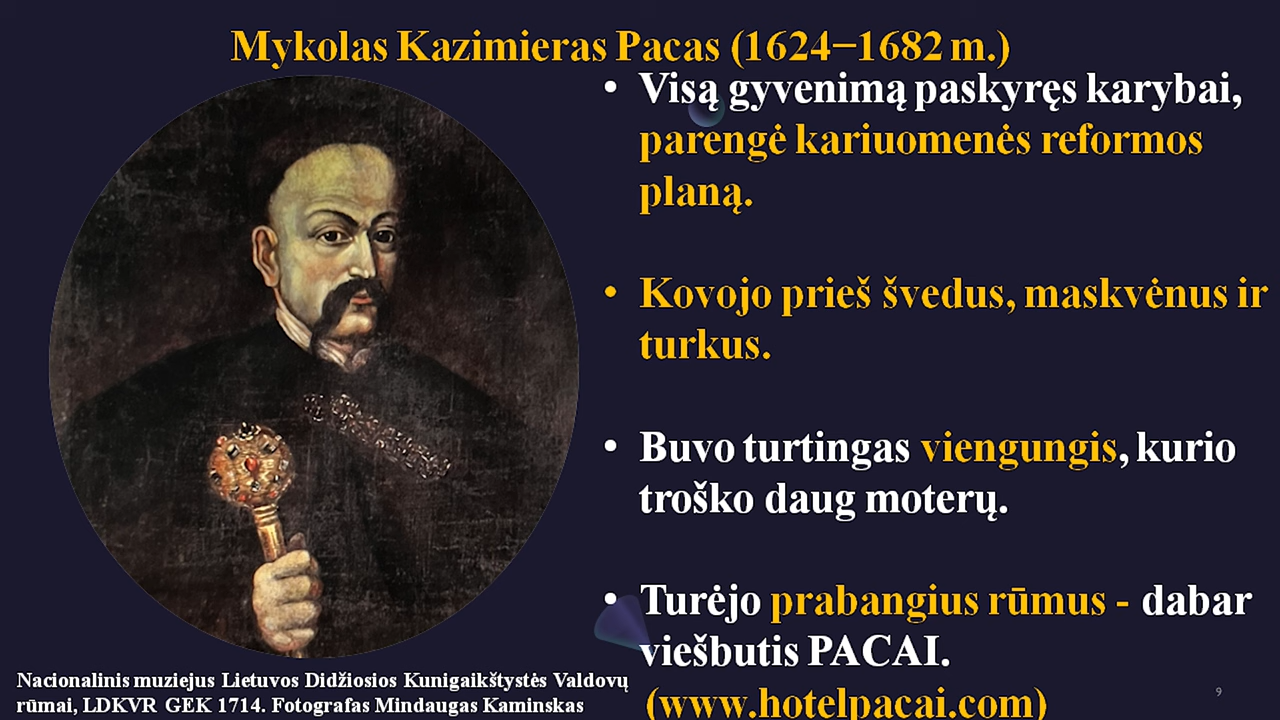 Mykolas Kazimieras Pacas (1624–1682 m.)
• Visą gyvenimą paskyręs karybai,
parengė kariuomenės reformos
planą.
• Kovojo prieš švedus, maskvėnus ir
turkus.
• Buvo turtingas viengungis, kurio
troško daug moterų.
• Turėjo prabangius rūmus - dabar
viešbutis PACAI.
(www.hotelpacai.com)
Nacionalinis muziejus Lietuvos Didžiosios Kunigaikštystės Valdovų
rūmai, LDKVR GEK 1714. Fotografas Mindaugas Kaminskas
9